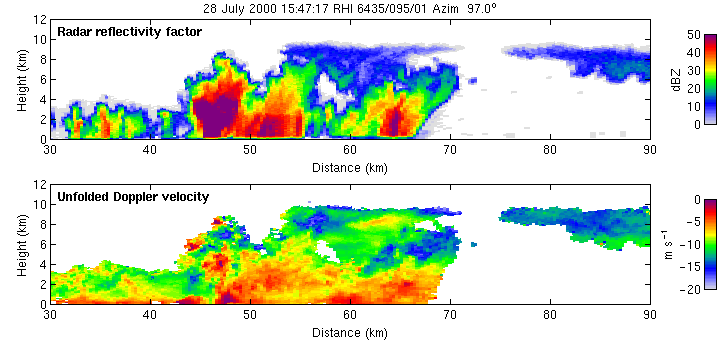 28 July 2000 15:47:17 RHI 6435/095/01 Azim 97.0°
Radar reflectivity factor
12
10
8
6
4
2
0
Height (km)
30 40 50 60 70 80 90
Distance (km)
50
40
30
20
10
0
dBZ
Unfolded Doppler velocity
12
10
8
6
4
2
0
Height (km)
30 40 50 60 70 80 90
Distance (km)
0
−5
−10
−15
−20
m s⁻¹